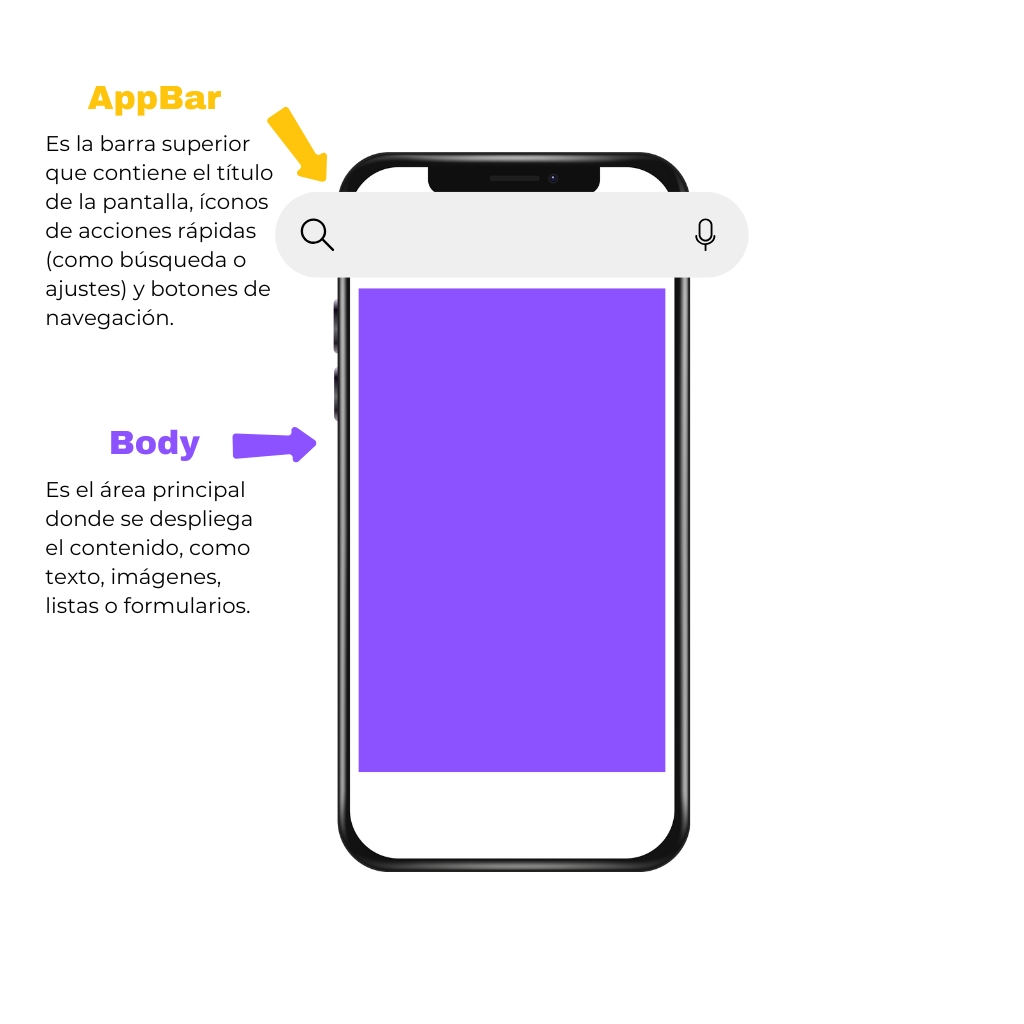 AppBar
Es la barra superior
que contiene el título
de la pantalla, íconos
de acciones rápidas
(como búsqueda o
ajustes) y botones de
navegación.
Body
Es el área principal
donde se despliega
el contenido, como
texto, imágenes,
listas o formularios.